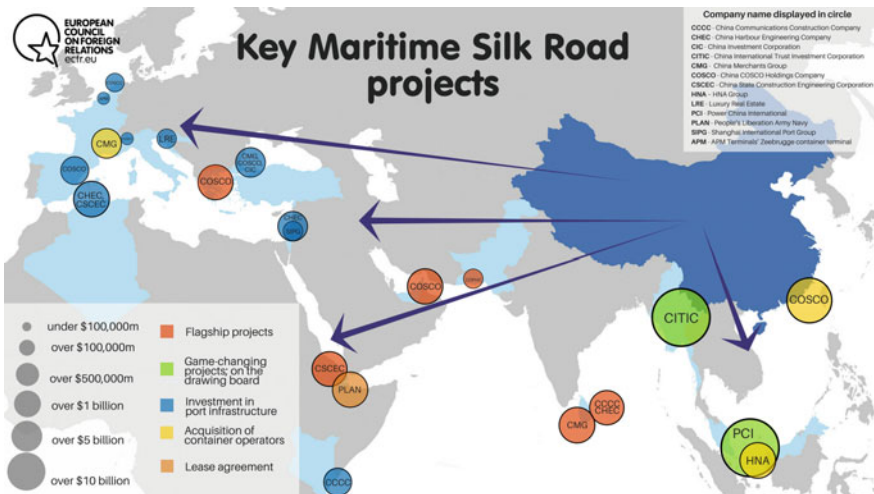 EUROPEAN
COUNCIL
ON FOREIGN
RELATIONS
ecfr.eu
Key Maritime Silk Road
projects
Company name displayed in circle
CCCC - China Communications Construction Company
CHEC - China Harbour Engineering Company
CIC - China Investment Corporation
CITIC - China International Trust Investment Corporation
CMG - China Merchants Group
COSCO - China COSCO Holdings Company
CSCEC - China State Construction Engineering Corporation
HNA - HNA Group
LRE - Luxury Real Estate
PCI - Power China International
PLAN - People's Liberation Army Navy
SIPG - Shanghai International Port Group
APM - APM Terminals' Zeebrugge container terminal
CMG
LRE
COSCO
CHEC,
CSCEC
COSCO
CMG,
COSCO,
CIC
CHEC
SIPG
COSCO
CITIC
COSCO
CSCEC
PLAN
CMG
CCCC
CHEC
PCI
HNA
CCCC
under $100,000m
over $100,000m
over $500,000m
over $1 billion
over $5 billion
over $10 billion
Flagship projects
Game-changing
projects; on the
drawing board
Investment in
port infrastructure
Acquisition of
container operators
Lease agreement